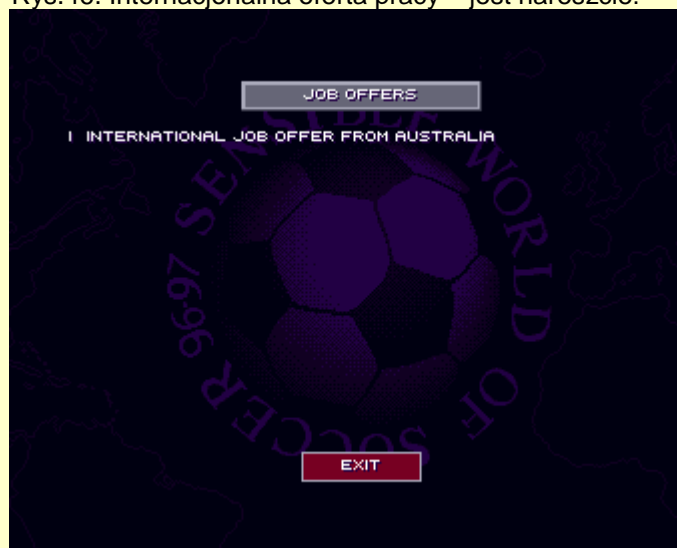 Internacjonalna oferta pracy – jest nareszcie!
JOB OFFERS
1 INTERNATIONAL JOB OFFER FROM AUSTRALIA
SENSIBLE WORLD OF SOCCER 96-97
EXIT